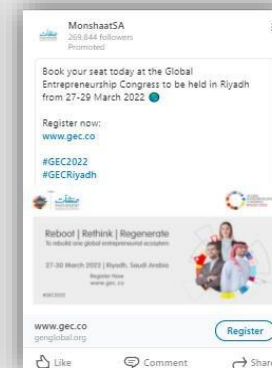 MonshaatSA
269,844 followers
Promoted
Book your seat today at the Global
Entrepreneurship Congress to be held in Riyadh
from 27-29 March 2022
Register now:
www.gec.co
#GEC2022
#GECRiyadh
منشآت
Reboot | Rethink | Regenerate
To rebuild one global entrepreneurial ecosystem
27-30 March 2022 | Riyadh, Saudi Arabia
Register Now
www.gec.co
#GEC2022
www.gec.co
genglobal.org
Register
Like
Comment
Share